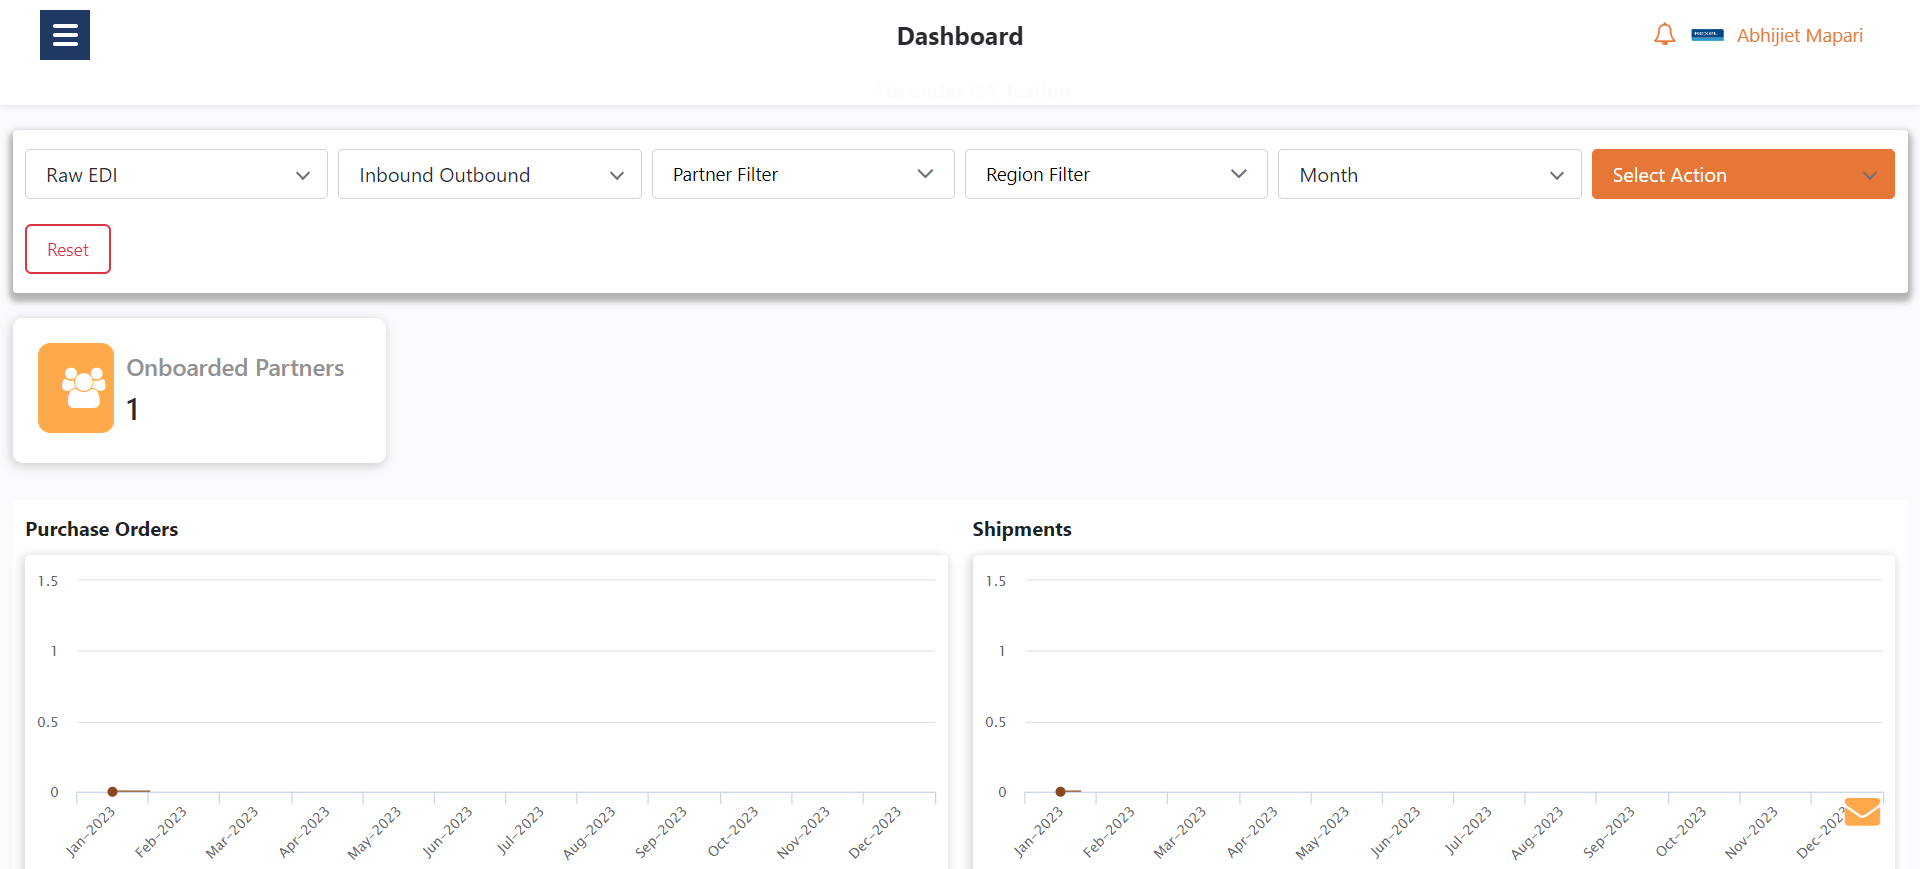 Dashboard
Abhijiet Mapari
Raw EDI
Inbound Outbound
Partner Filter
Region Filter
Month
Select Action
Reset
Onboarded Partners
1
Purchase Orders
1.5
1
0.5
0
Jan-2023
Feb-2023
Mar-2023
Apr-2023
May-2023
Jun-2023
Jul-2023
Aug-2023
Sep-2023
Oct-2023
Nov-2023
Dec-2023
Shipments
1.5
1
0.5
0
Jan-2023
Feb-2023
Mar-2023
Apr-2023
May-2023
Jun-2023
Jul-2023
Aug-2023
Sep-2023
Oct-2023
Nov-2023